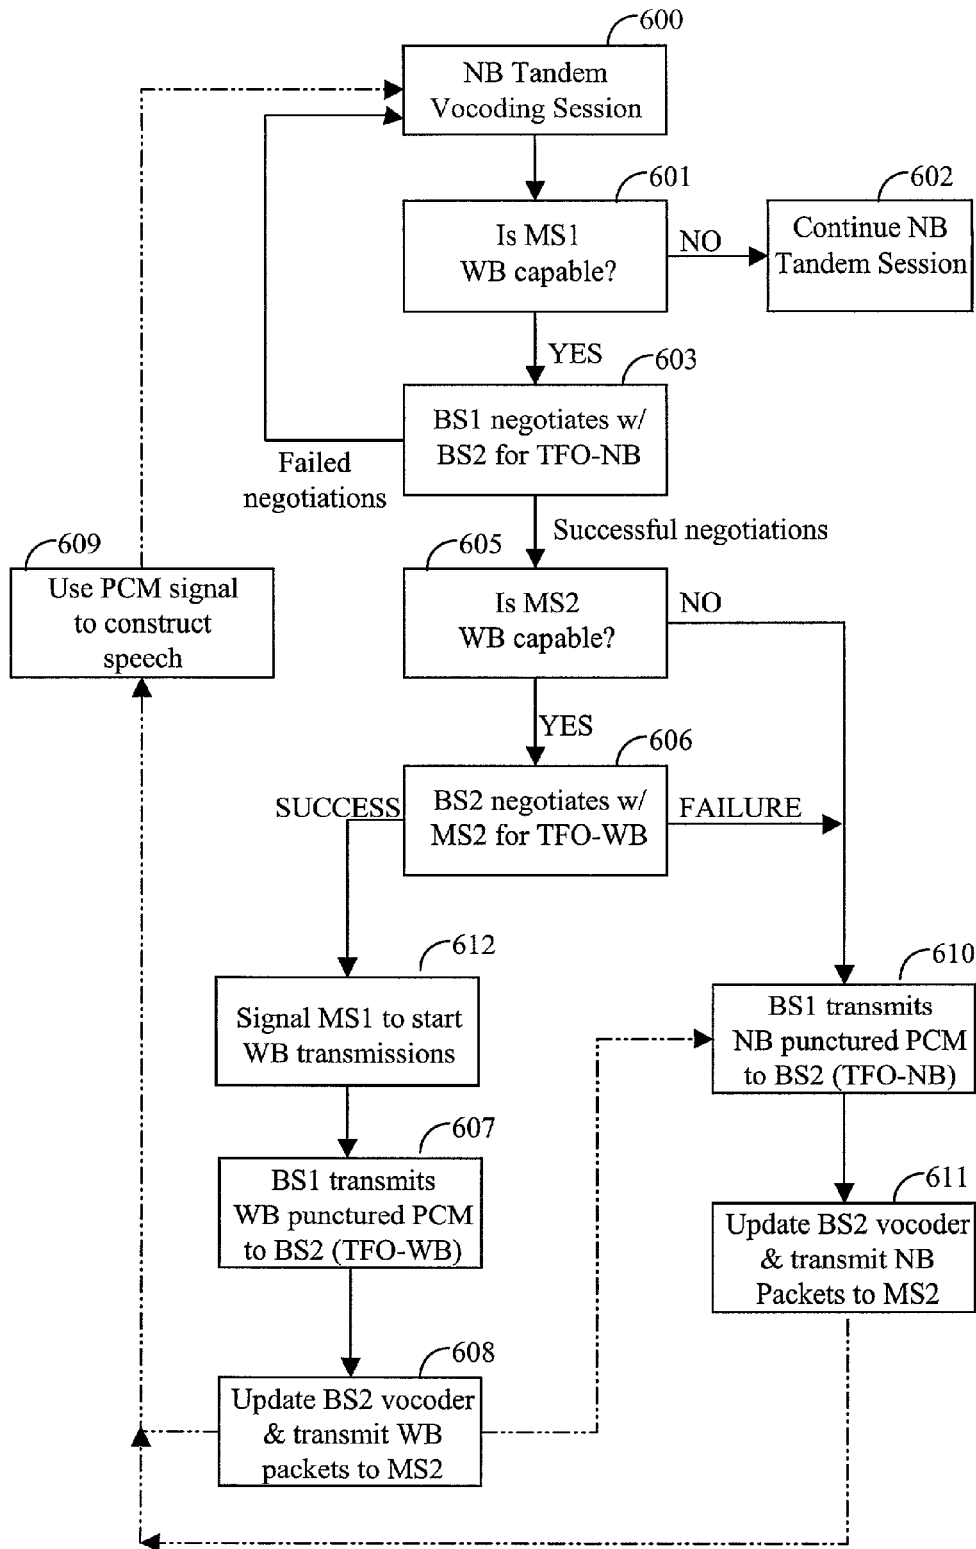 600
NB Tandem
Vocoding Session
601
Is MS1
WB capable?
NO
602
Continue NB
Tandem Session
YES
603
BS1 negotiates w/
BS2 for TFO-NB
Failed
negotiations
Successful negotiations
609
Use PCM signal
to construct
speech
605
Is MS2
WB capable?
NO
YES
606
BS2 negotiates w/
MS2 for TFO-WB
SUCCESS
FAILURE
612
Signal MS1 to start
WB transmissions
610
BS1 transmits
NB punctured PCM
to BS2 (TFO-NB)
607
BS1 transmits
WB punctured PCM
to BS2 (TFO-WB)
611
Update BS2 vocoder
& transmit NB
Packets to MS2
608
Update BS2 vocoder
& transmit WB
packets to MS2